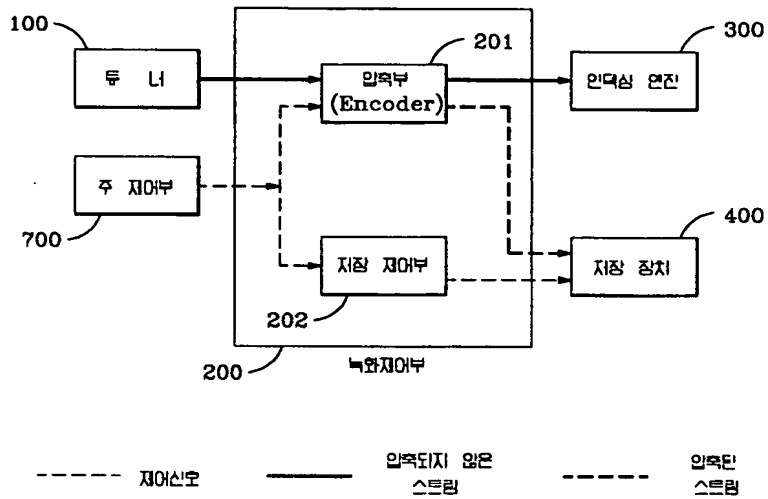 100
튜 너
201
압축부
(Encoder)
300
인덱싱 엔진
주 제어부
700
저장 제어부
202
400
저장 장치
200
녹화제어부
제어신호
압축되지 않은
스트림
압축된
스트림